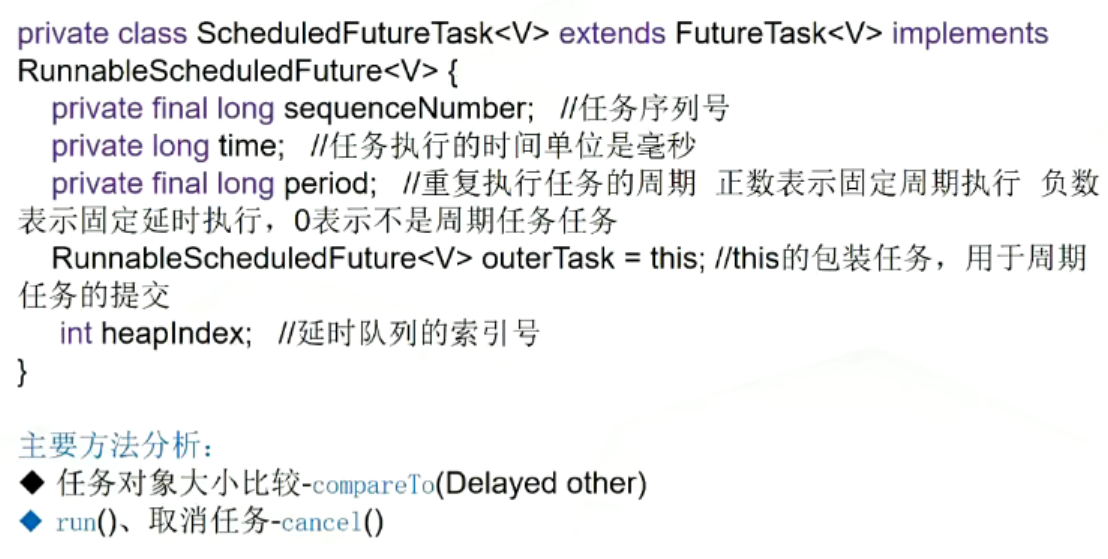 private class ScheduledFutureTask<V> extends FutureTask<V> implements
RunnableScheduledFuture<V> {
private final long sequenceNumber; //任务序列号
private long time; //任务执行的时间单位是毫秒
private final long period; //重复执行任务的周期 正数表示固定周期执行 负数
表示固定延时执行，0表示不是周期任务任务
RunnableScheduledFuture<V> outerTask = this; //this的包装任务，用于周期
任务的提交
int heapIndex; //延时队列的索引号
}
主要方法分析：
◆ 任务对象大小比较-compareTo(Delayed other)
◆ run()、取消任务-cancel()